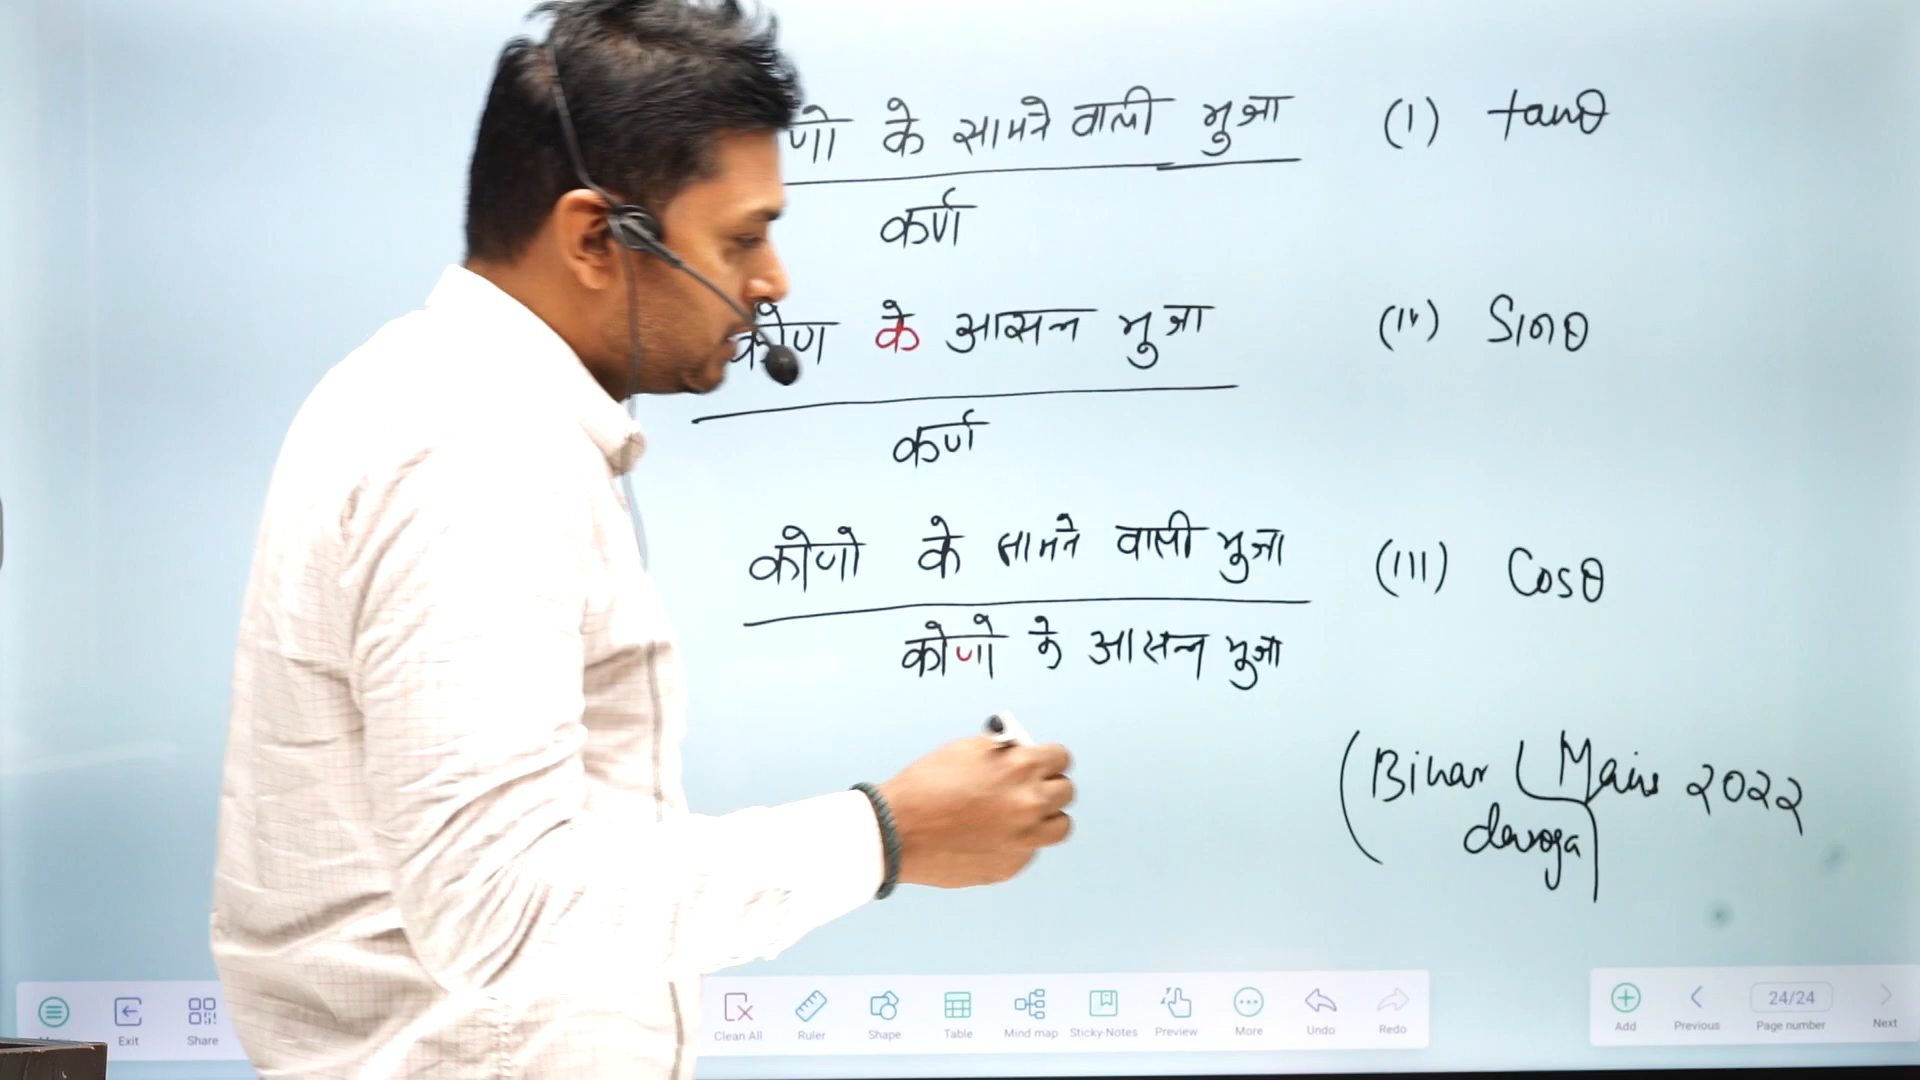 के सामने वाली भुजा (I) tanθ
कर्ण
कोण के आसन्न भुजा (II) Sinθ
कर्ण
कोणो के सामने वाली भुजा (III) Cosθ
कोणो के आसन्न भुजा
(Bihar Mains 2022
daroga)
Exit Share Clean All Ruler Shape Table Mind map Sticky-Notes Preview More Undo Redo Add Previous 24/24 Page number Next